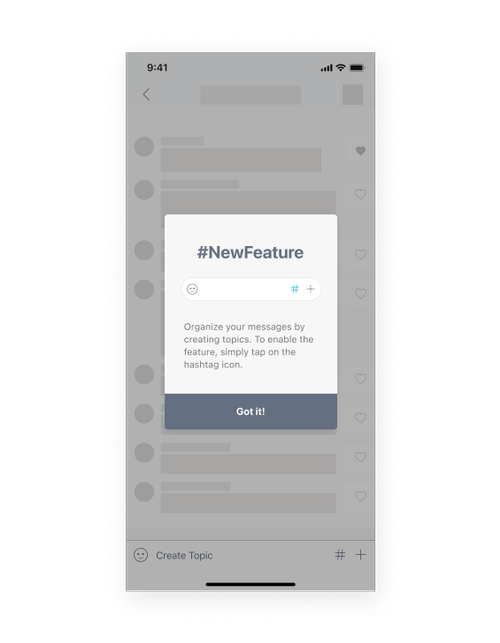 9:41
#NewFeature
#
Organize your messages by
creating topics. To enable the
feature, simply tap on the
hashtag icon.
Got it!
Create Topic #